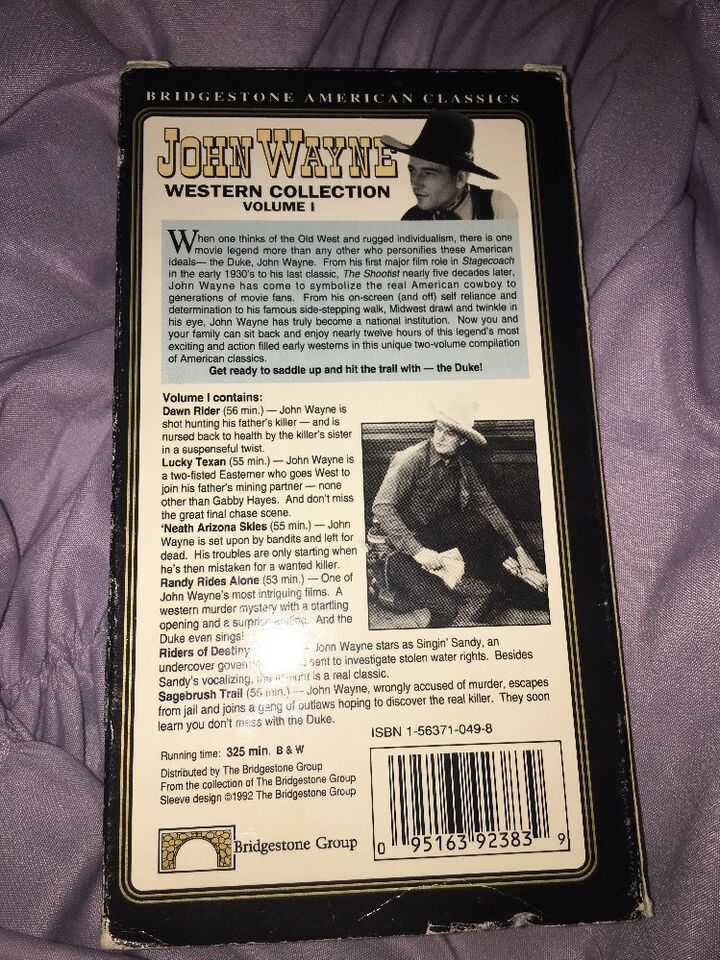 BRIDGESTONE AMERICAN CLASSICS
JOHN WAYNE
WESTERN COLLECTION
VOLUME I
When one thinks of the Old West and rugged individualism, there is one
movie legend more than any other who personifies these American
ideals— the Duke, John Wayne. From his first major film role in Stagecoach
in the early 1930's to his last classic, The Shootist nearly five decades later,
John Wayne has come to symbolize the real American cowboy to
generations of movie fans. From his on-screen (and off) self reliance and
determination to his famous side-stepping walk, Midwest drawl and twinkle in
his eye, John Wayne has truly become a national institution. Now you and
your family can sit back and enjoy nearly twelve hours of this legend's most
exciting and action filled early westerns in this unique two-volume compilation
of American classics.
Get ready to saddle up and hit the trail with — the Duke!
Volume I contains:
Dawn Rider (56 min.) — John Wayne is
shot hunting his father's killer — and is
nursed back to health by the killer's sister
in a suspenseful twist.
Lucky Texan (55 min.) — John Wayne is
a two-fisted Easterner who goes West to
join his father's mining partner — none
other than Gabby Hayes. And don't miss
the great final chase scene.
'Neath Arizona Skies (55 min.) — John
Wayne is set upon by bandits and left for
dead. His troubles are only starting when
he's then mistaken for a wanted killer.
Randy Rides Alone (53 min.) — One of
John Wayne's most intriguing films. A
western murder mystery with a startling
opening and a surprise ending. And the
Duke even sings!
Riders of Destiny — John Wayne stars as Singin' Sandy, an
undercover sent to investigate stolen water rights. Besides
Sandy's vocalizing, is a real classic.
Sagebrush Trail (55 min.) — John Wayne, wrongly accused of murder, escapes
from jail and joins a gang of outlaws hoping to discover the real killer. They soon
learn you don't mess with the Duke.
ISBN 1-56371-049-8
Running time: 325 min. B & W
Distributed by The Bridgestone Group
From the collection of The Bridgestone Group
Sleeve design ©1992 The Bridgestone Group
Bridgestone Group
0 95163 92383 9